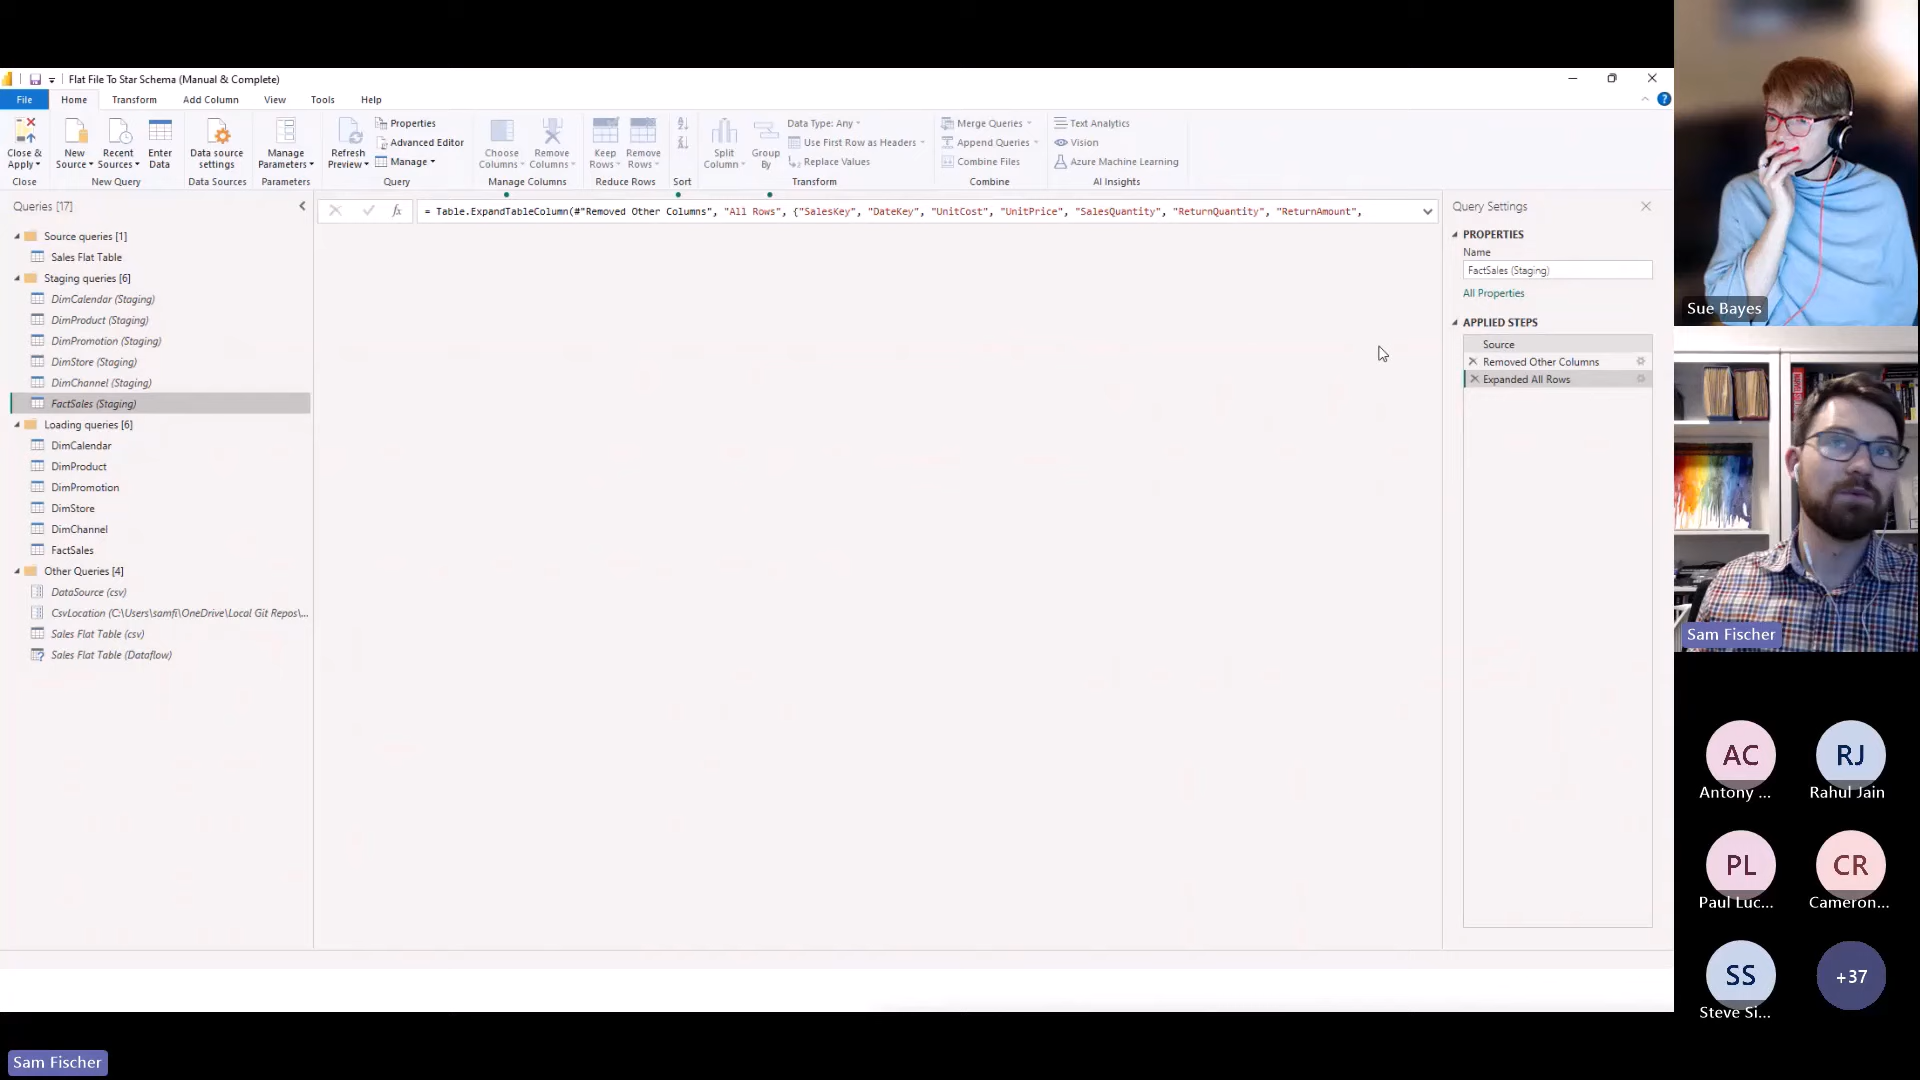 Flat File To Star Schema (Manual & Complete)
File Home Transform Add Column View Tools Help
Close & Apply
New Source
Recent Sources
Enter Data
Data source settings
Manage Parameters
Refresh Preview
Properties
Advanced Editor
Manage
Choose Columns
Remove Columns
Keep Rows
Remove Rows
Split Column
Group By
Data Type: Any
Use First Row as Headers
Replace Values
Merge Queries
Append Queries
Combine Files
Text Analytics
Vision
Azure Machine Learning
Close New Query Data Sources Parameters Query Manage Columns Reduce Rows Sort Transform Combine AI Insights
Queries [17]
Source queries [1]
Sales Flat Table
Staging queries [6]
DimCalendar (Staging)
DimProduct (Staging)
DimPromotion (Staging)
DimStore (Staging)
DimChannel (Staging)
FactSales (Staging)
Loading queries [6]
DimCalendar
DimProduct
DimPromotion
DimStore
DimChannel
FactSales
Other Queries [4]
DataSource (csv)
CsvLocation (C:\Users\samfi\OneDrive\Local Git Repos\...
Sales Flat Table (csv)
Sales Flat Table (Dataflow)
fx = Table.ExpandTableColumn(#"Removed Other Columns", "All Rows", {"SalesKey", "DateKey", "UnitCost", "UnitPrice", "SalesQuantity", "ReturnQuantity", "ReturnAmount",
Query Settings
PROPERTIES
Name
FactSales (Staging)
All Properties
APPLIED STEPS
Source
Removed Other Columns
Expanded All Rows
Sue Bayes
Sam Fischer
AC
Antony ...
RJ
Rahul Jain
PL
Paul Luc...
CR
Cameron...
SS
Steve Si...
+37
Sam Fischer